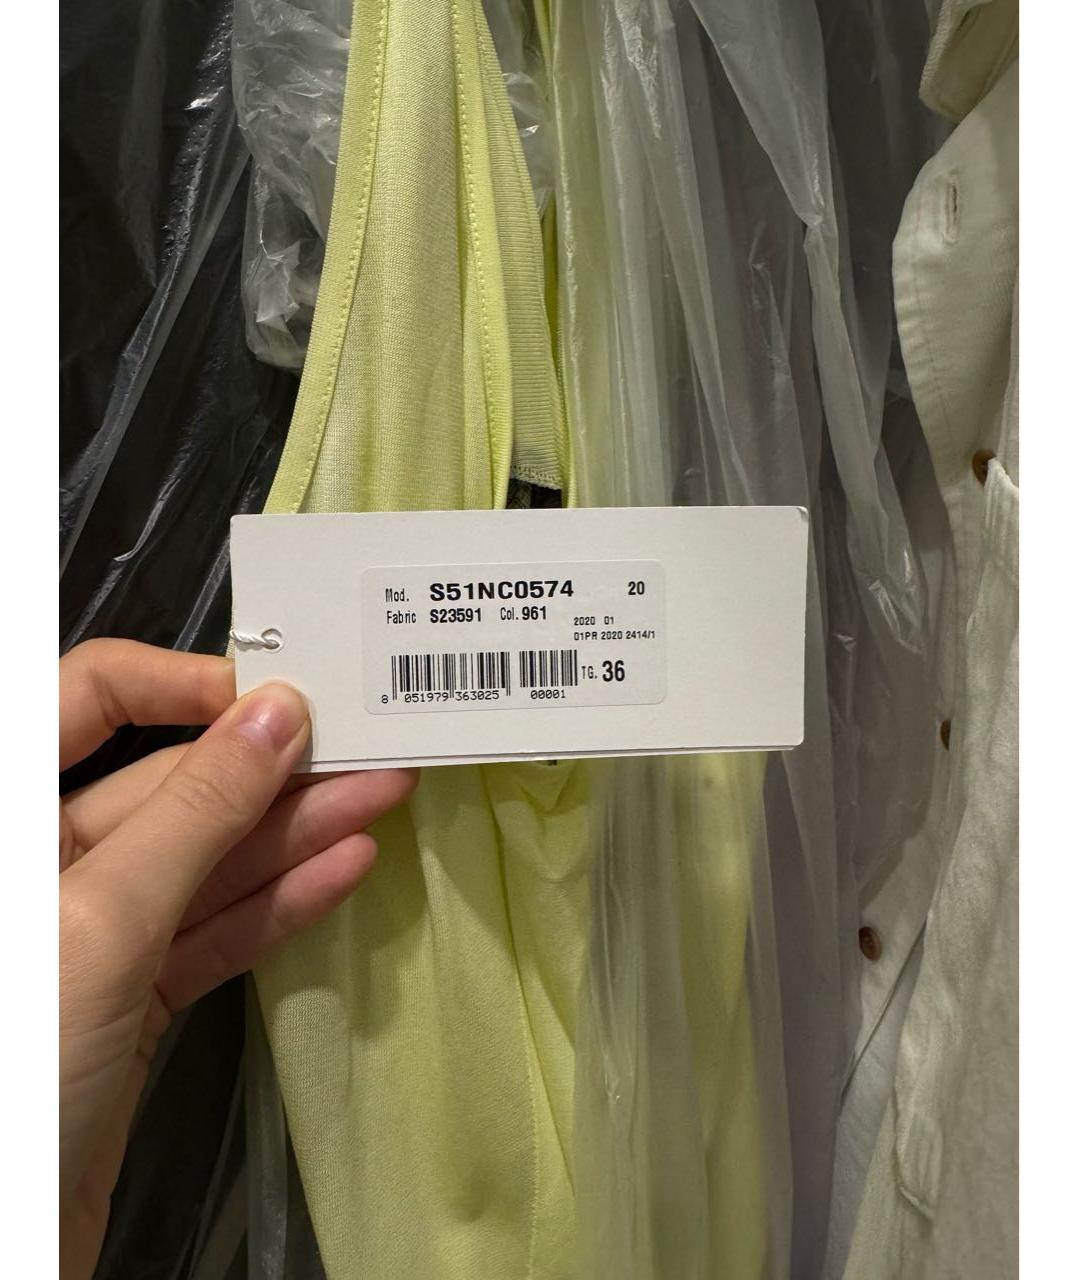 Mod. S51NC0574 20
Fabric S23591 Col. 961
2020 01
01PR 2020 2414/1
TG. 36
8 051979 363025 00001